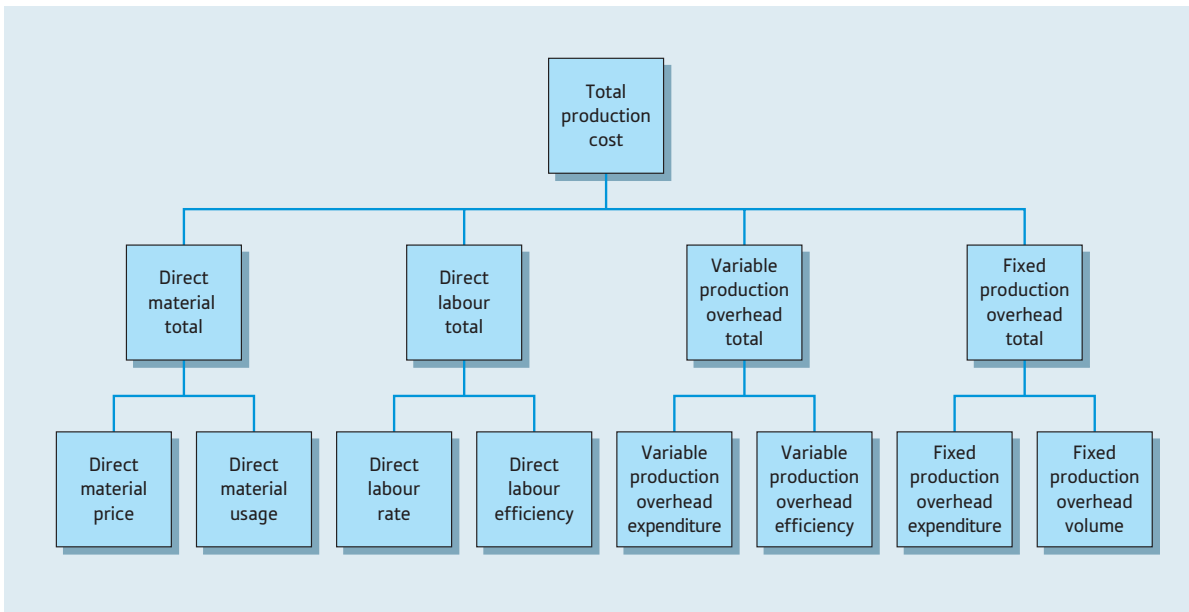 Total
production
cost
Direct
material
total
Direct
labour
total
Variable
production
overhead
total
Fixed
production
overhead
total
Direct
material
price
Direct
material
usage
Direct
labour
rate
Direct
labour
efficiency
Variable
production
overhead
expenditure
Variable
production
overhead
efficiency
Fixed
production
overhead
expenditure
Fixed
production
overhead
volume